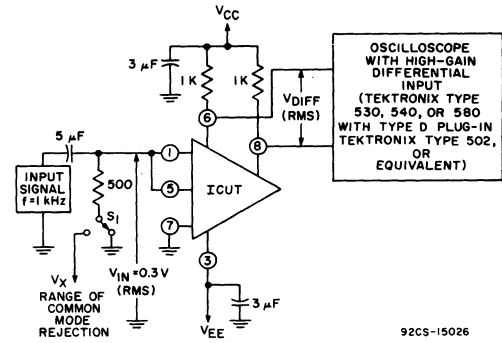 VCC
3 µF
1 K
1K
6
8
VDIFF
(RMS)
OSCILLOSCOPE
WITH HIGH-GAIN
DIFFERENTIAL
INPUT
(TEKTRONIX TYPE
530, 540, OR 580
WITH TYPE D PLUG-IN
TEKTRONIX TYPE 502,
OR
EQUIVALENT)
5 µF
1
5
7
ICUT
INPUT
SIGNAL
f=1 kHz
500
S1
VX
RANGE OF
COMMON
MODE
REJECTION
VIN=0.3 V
(RMS)
3
3 µF
VEE
92CS-15026